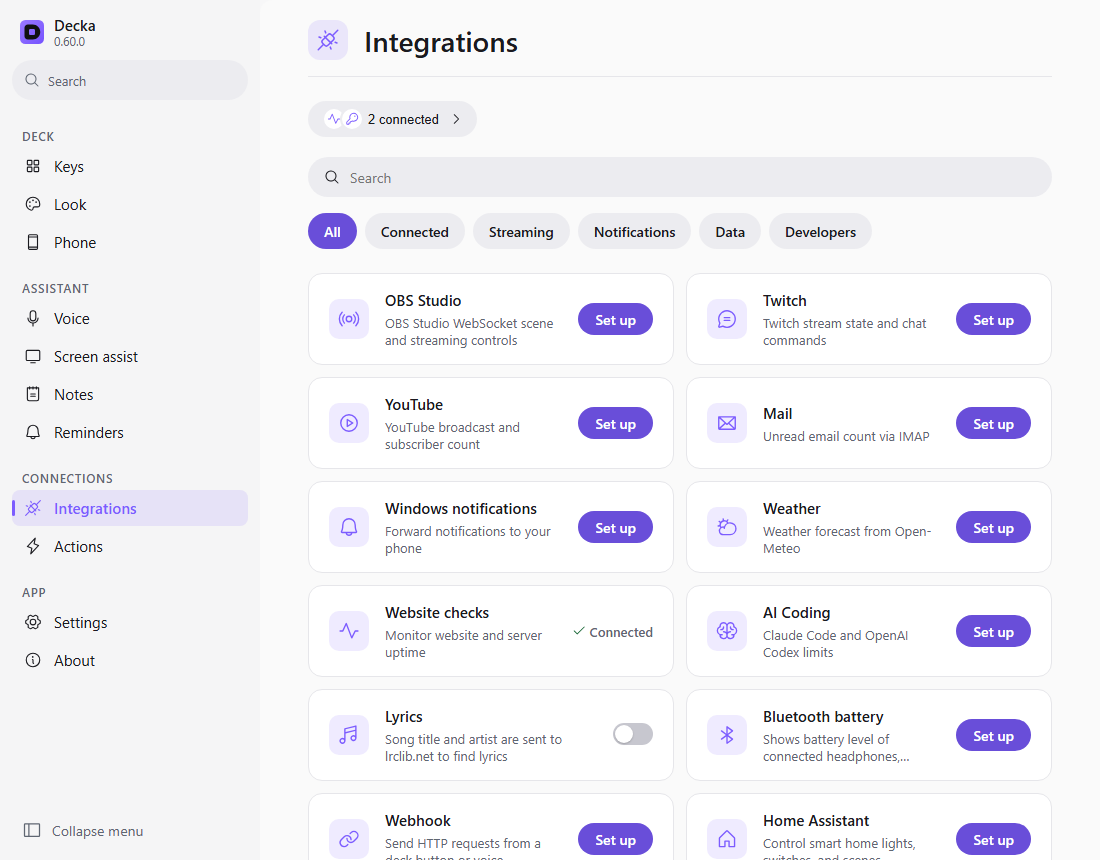 Decka
0.60.0
Search
DECK
Keys
Look
Phone
ASSISTANT
Voice
Screen assist
Notes
Reminders
CONNECTIONS
Integrations
Actions
APP
Settings
About
Collapse menu
Integrations
2 connected
Search
All
Connected
Streaming
Notifications
Data
Developers
OBS Studio
OBS Studio WebSocket scene
and streaming controls
Set up
Twitch
Twitch stream state and chat
commands
Set up
YouTube
YouTube broadcast and
subscriber count
Set up
Mail
Unread email count via IMAP
Set up
Windows notifications
Forward notifications to your
phone
Set up
Weather
Weather forecast from Open-
Meteo
Set up
Website checks
Monitor website and server
uptime
Connected
AI Coding
Claude Code and OpenAI
Codex limits
Set up
Lyrics
Song title and artist are sent to
lrclib.net to find lyrics
Bluetooth battery
Shows battery level of
connected headphones,...
Set up
Webhook
Send HTTP requests from a
deck button or voice
Set up
Home Assistant
Control smart home lights,
switches, and scenes
Set up